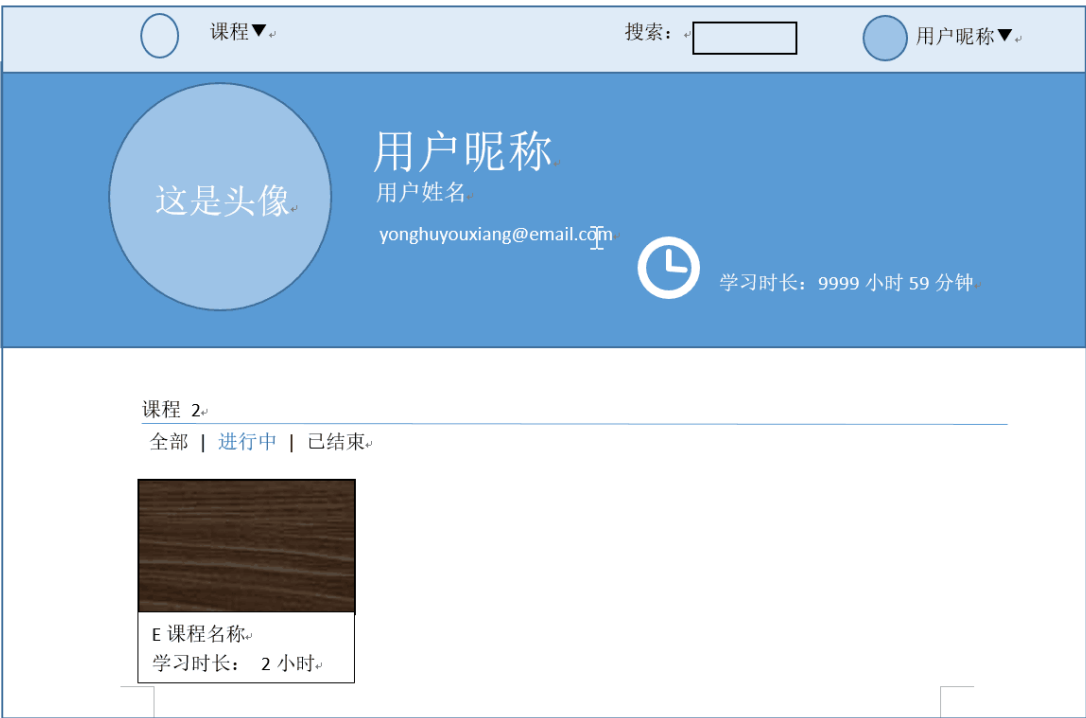 课程▼
搜索：
用户昵称▼
这是头像
用户昵称
用户姓名
yonghuyouxiang@email.com
学习时长：9999 小时 59 分钟
课程 2
全部 | 进行中 | 已结束
E 课程名称
学习时长： 2 小时